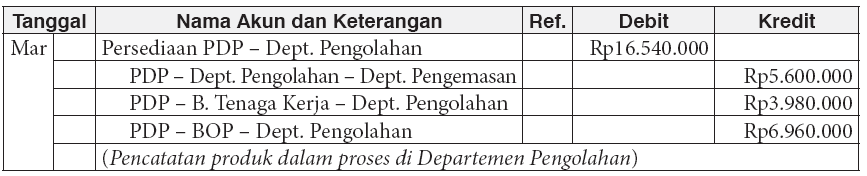 Tanggal Nama Akun dan Keterangan Ref. Debit Kredit
Mar Persediaan PDP – Dept. Pengolahan Rp16.540.000
PDP – Dept. Pengolahan – Dept. Pengemasan Rp5.600.000
PDP – B. Tenaga Kerja – Dept. Pengolahan Rp3.980.000
PDP – BOP – Dept. Pengolahan Rp6.960.000
(Pencatatan produk dalam proses di Departemen Pengolahan)